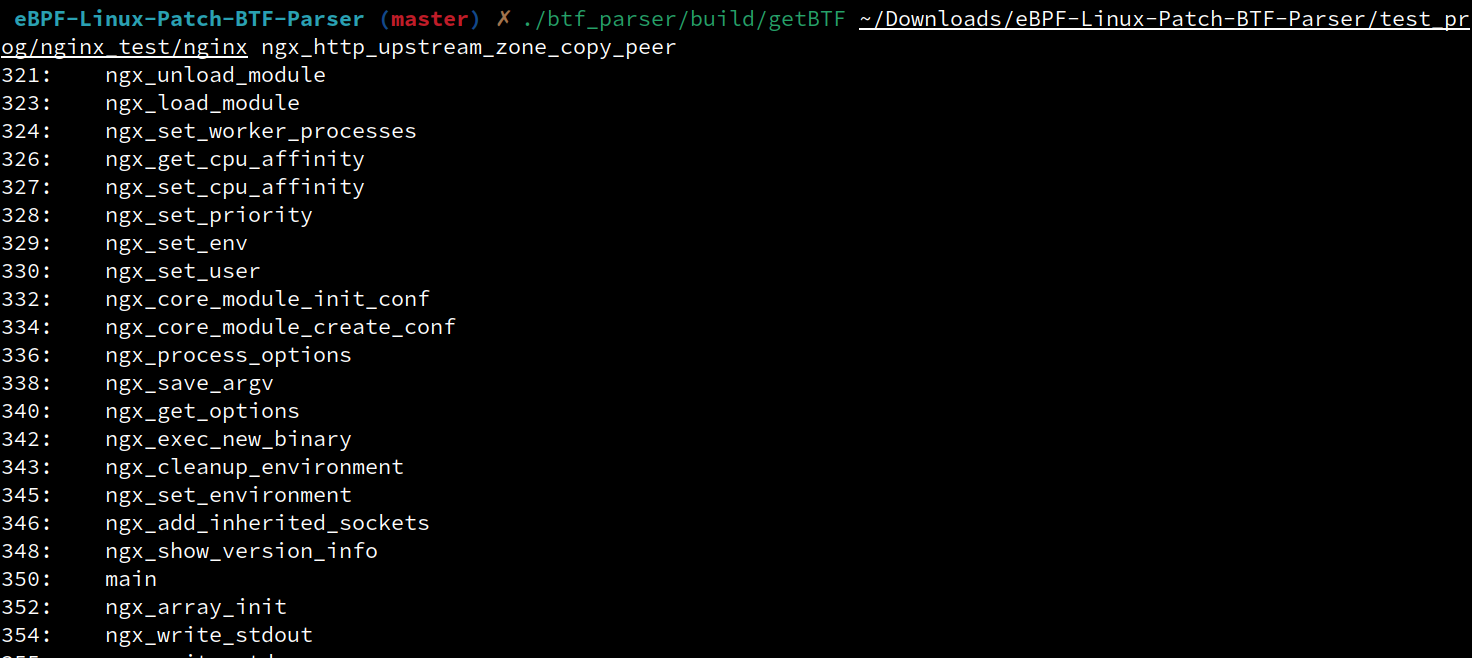 eBPF-Linux-Patch-BTF-Parser (master) ✗ ./btf_parser/build/getBTF ~/Downloads/eBPF-Linux-Patch-BTF-Parser/test_pr
og/nginx_test/nginx ngx_http_upstream_zone_copy_peer
321:    ngx_unload_module
323:    ngx_load_module
324:    ngx_set_worker_processes
326:    ngx_get_cpu_affinity
327:    ngx_set_cpu_affinity
328:    ngx_set_priority
329:    ngx_set_env
330:    ngx_set_user
332:    ngx_core_module_init_conf
334:    ngx_core_module_create_conf
336:    ngx_process_options
338:    ngx_save_argv
340:    ngx_get_options
342:    ngx_exec_new_binary
343:    ngx_cleanup_environment
345:    ngx_set_environment
346:    ngx_add_inherited_sockets
348:    ngx_show_version_info
350:    main
352:    ngx_array_init
354:    ngx_write_stdout